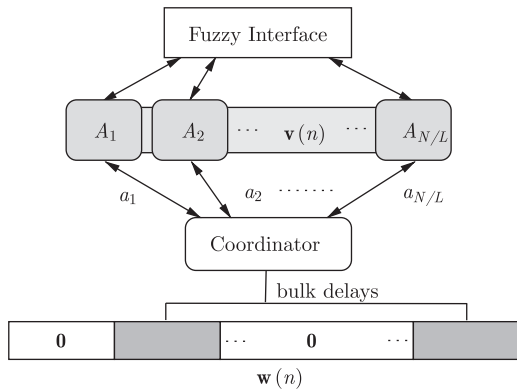 Fuzzy Interface
A1 A2 ··· v(n) ··· AN/L
a1 a2 ······· aN/L
Coordinator
bulk delays
0 ··· 0 ···
w(n)